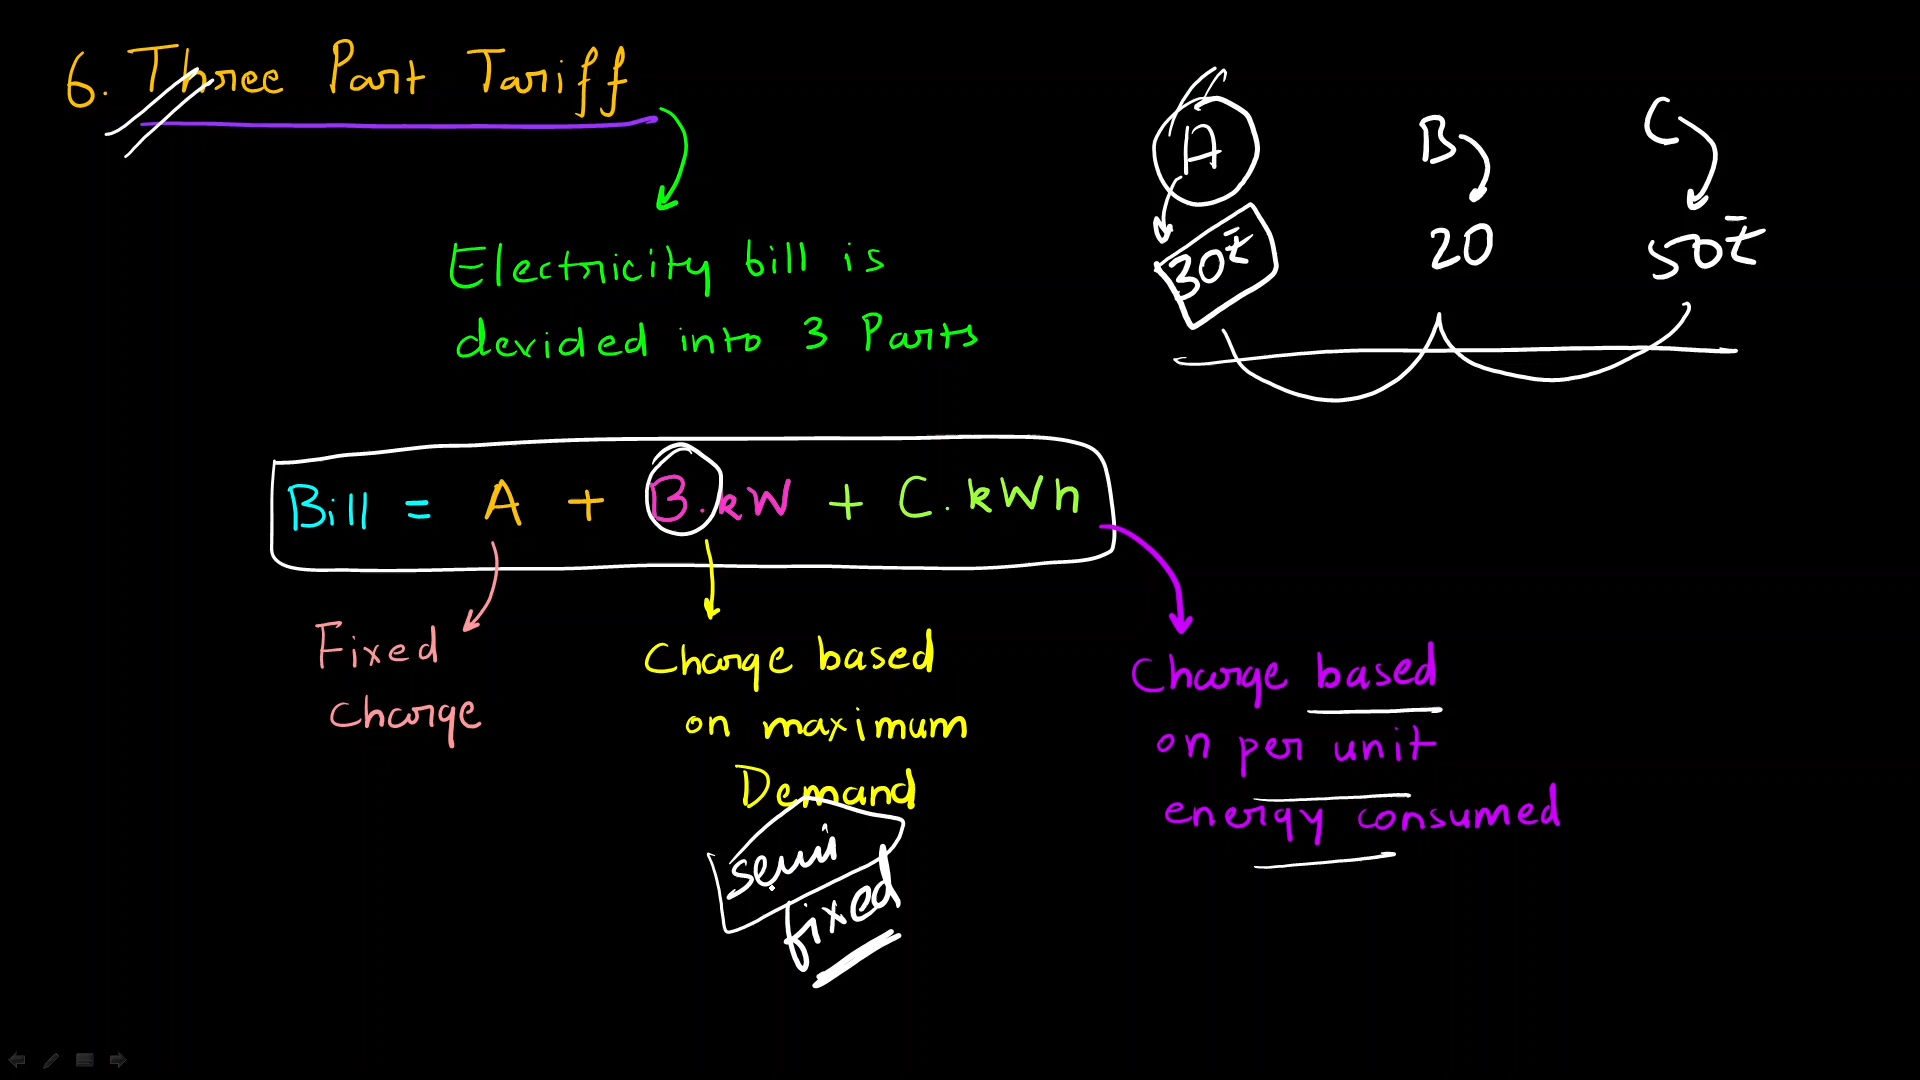 6. Three Part Tariff
A B C
30₹ 20 50₹
Electricity bill is
devided into 3 Parts
Bill = A + B.kW + C.kWh
Fixed
charge
Charge based
on maximum
Demand
semi
fixed
Charge based
on per unit
energy consumed